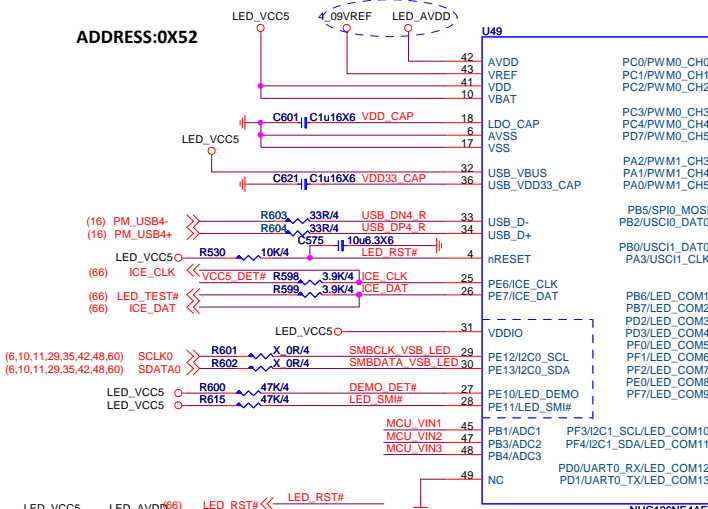 LED_VCC5 4_09VREF LED_AVDD
ADDRESS:0X52
U49
42 AVDD PC0/PWM0_CH0
43 VREF PC1/PWM0_CH1
41 VDD PC2/PWM0_CH2
10 VBAT
C601 C1u16X6 VDD_CAP 18 LDO_CAP PC3/PWM0_CH3
6 AVSS PC4/PWM0_CH4
17 VSS PD7/PWM0_CH5
LED_VCC5
PA2/PWM1_CH3
32 USB_VBUS PA1/PWM1_CH4
C621 C1u16X6 VDD33_CAP 36 USB_VDD33_CAP PA0/PWM1_CH5
PB5/SPI0_MOSI
(16) PM_USB4- R603 33R/4 USB_DN4_R 33 USB_D- PB2/USCI0_DAT0
(16) PM_USB4+ R604 33R/4 USB_DP4_R 34 USB_D+
C575 10u6.3X6
PB0/USCI1_DAT0
LED_VCC5 R530 10K/4 LED_RST# 4 nRESET PA3/USCI1_CLK
(66) ICE_CLK
VCC5_DET# R598 3.9K/4 ICE_CLK 25 PE6/ICE_CLK
(66) LED_TEST# R599 3.9K/4 ICE_DAT 26 PE7/ICE_DAT PB6/LED_COM1
(66) ICE_DAT PB7/LED_COM2
PD2/LED_COM3
LED_VCC5 31 VDDIO PD3/LED_COM4
PF0/LED_COM5
(6,10,11,29,35,42,48,60) SCLK0 R601 X_0R/4 SMBCLK_VSB_LED 29 PE12/I2C0_SCL PF1/LED_COM6
(6,10,11,29,35,42,48,60) SDATA0 R602 X_0R/4 SMBDATA_VSB_LED 30 PE13/I2C0_SDA PF2/LED_COM7
PE0/LED_COM8
LED_VCC5 R600 47K/4 DEMO_DET# 27 PE10/LED_DEMO PF7/LED_COM9
LED_VCC5 R615 47K/4 LED_SMI# 28 PE11/LED_SMI#
MCU_VIN1 45 PB1/ADC1 PF3/I2C1_SCL/LED_COM10
MCU_VIN2 47 PB3/ADC2 PF4/I2C1_SDA/LED_COM11
MCU_VIN3 48 PB4/ADC3
PD0/UART0_RX/LED_COM12
49 NC PD1/UART0_TX/LED_COM13
LED_VCC5 LED_AVDD (66) LED_RST# LED_RST#